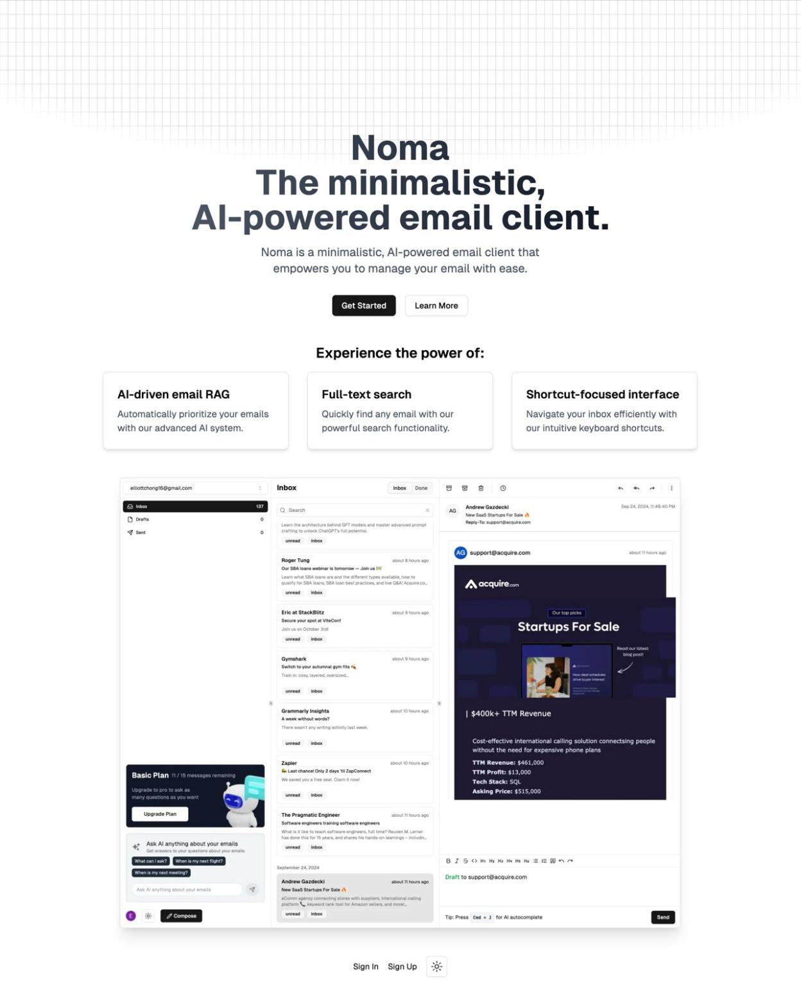 Noma
The minimalistic,
AI-powered email client.
Noma is a minimalistic, AI-powered email client that
empowers you to manage your email with ease.
Get Started
Learn More
Experience the power of:
AI-driven email RAG
Automatically prioritize your emails
with our advanced AI system.
Full-text search
Quickly find any email with our
powerful search functionality.
Shortcut-focused interface
Navigate your inbox efficiently with
our intuitive keyboard shortcuts.
elliottchong16@gmail.com
Inbox 137
Drafts 0
Sent 0
Basic Plan 11 / 15 messages remaining
Upgrade to pro to ask as
many questions as you want
Upgrade Plan
Ask AI anything about your emails
Get answers to your questions about your emails
What can I ask? When is my next flight?
When is my next meeting?
Ask AI anything about your emails
E
Compose
Inbox
Inbox Done
Search
Learn the architecture behind GPT models and master advanced prompt
crafting to unlock ChatGPT's full potential.
unread inbox
Roger Tung about 8 hours ago
Our SBA loans webinar is tomorrow — Join us
Learn what SBA loans are and the different types available, how to
qualify for SBA loans, SBA loan best practices, and live Q&A! Acquire.co...
unread inbox
Eric at StackBlitz about 9 hours ago
Secure your spot at ViteConf
Join us on October 3rd!
unread inbox
Gymshark about 9 hours ago
Switch to your autumnal gym fits 🍂
Train in: cosy, layered, oversized...
unread inbox
Grammarly Insights about 10 hours ago
A week without words?
There wasn't any writing activity last week.
unread inbox
Zapier about 10 hours ago
Last chance! Only 2 days 'til ZapConnect
We saved you a free seat. Claim it now!
unread inbox
The Pragmatic Engineer about 11 hours ago
Software engineers training software engineers
What is it like to teach software engineers, full time? Reuven M. Lerner
has done this for 15 years, and shares his hands-on learnings – includin...
unread inbox
September 24, 2024
Andrew Gazdecki about 11 hours ago
New SaaS Startups For Sale 🔥
eComm agency connecting stores with suppliers, international calling
platform 📞, keyword rank tool for Amazon sellers, and more!...
unread inbox
AG
Andrew Gazdecki Sep 24, 2024, 11:49:40 PM
New SaaS Startups For Sale 🔥
Reply-To: support@acquire.com
AG support@acquire.com about 11 hours ago
acquire.com
Our top picks
Startups For Sale
Read our latest
blog post!
How deal schedules
drive buyer interest
| $400k+ TTM Revenue
Cost-effective international calling solution connectsing people
without the need for expensive phone plans
TTM Revenue: $461,000
TTM Profit: $13,000
Tech Stack: SQL
Asking Price: $515,000
B I S <> H1 H2 H3 H4 H5 H6
Draft to support@acquire.com
Tip: Press Cmd + J for AI autocomplete
Send
Sign In Sign Up